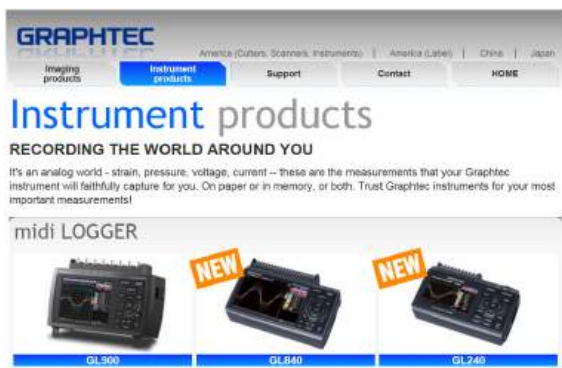 GRAPHTEC
America (Cutters, Scanners, Instruments) | America (Label) | China | Japan
Imaging products
Instrument products
Support
Contact
HOME
Instrument products
RECORDING THE WORLD AROUND YOU
It's an analog world - strain, pressure, voltage, current -- these are the measurements that your Graphtec
instrument will faithfully capture for you. On paper or in memory, or both. Trust Graphtec instruments for your most
important measurements!
midi LOGGER
NEW
NEW
GL900
GL840
GL240